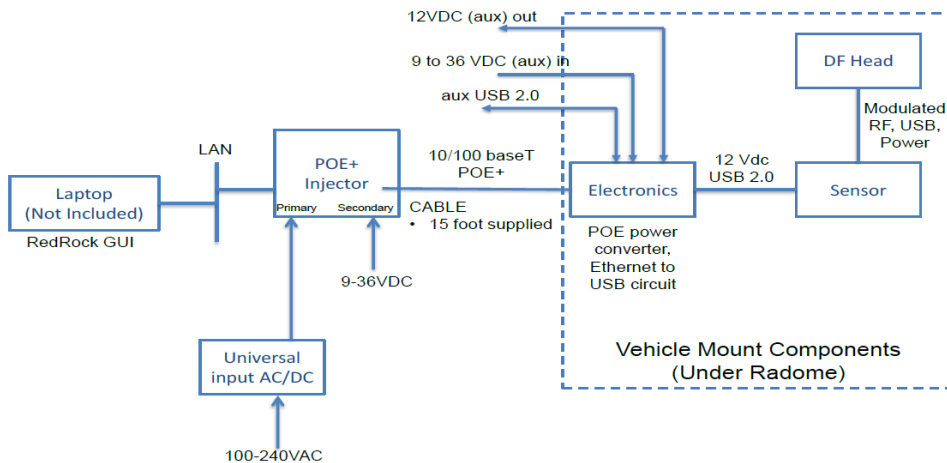 12VDC (aux) out
9 to 36 VDC (aux) in
aux USB 2.0
DF Head
Modulated
RF, USB,
Power
LAN
POE+
Injector
Primary
Secondary
10/100 baseT
POE+
CABLE
• 15 foot supplied
Laptop
(Not Included)
RedRock GUI
Electronics
12 Vdc
USB 2.0
Sensor
POE power
converter,
Ethernet to
USB circuit
9-36VDC
Universal
input AC/DC
100-240VAC
Vehicle Mount Components
(Under Radome)